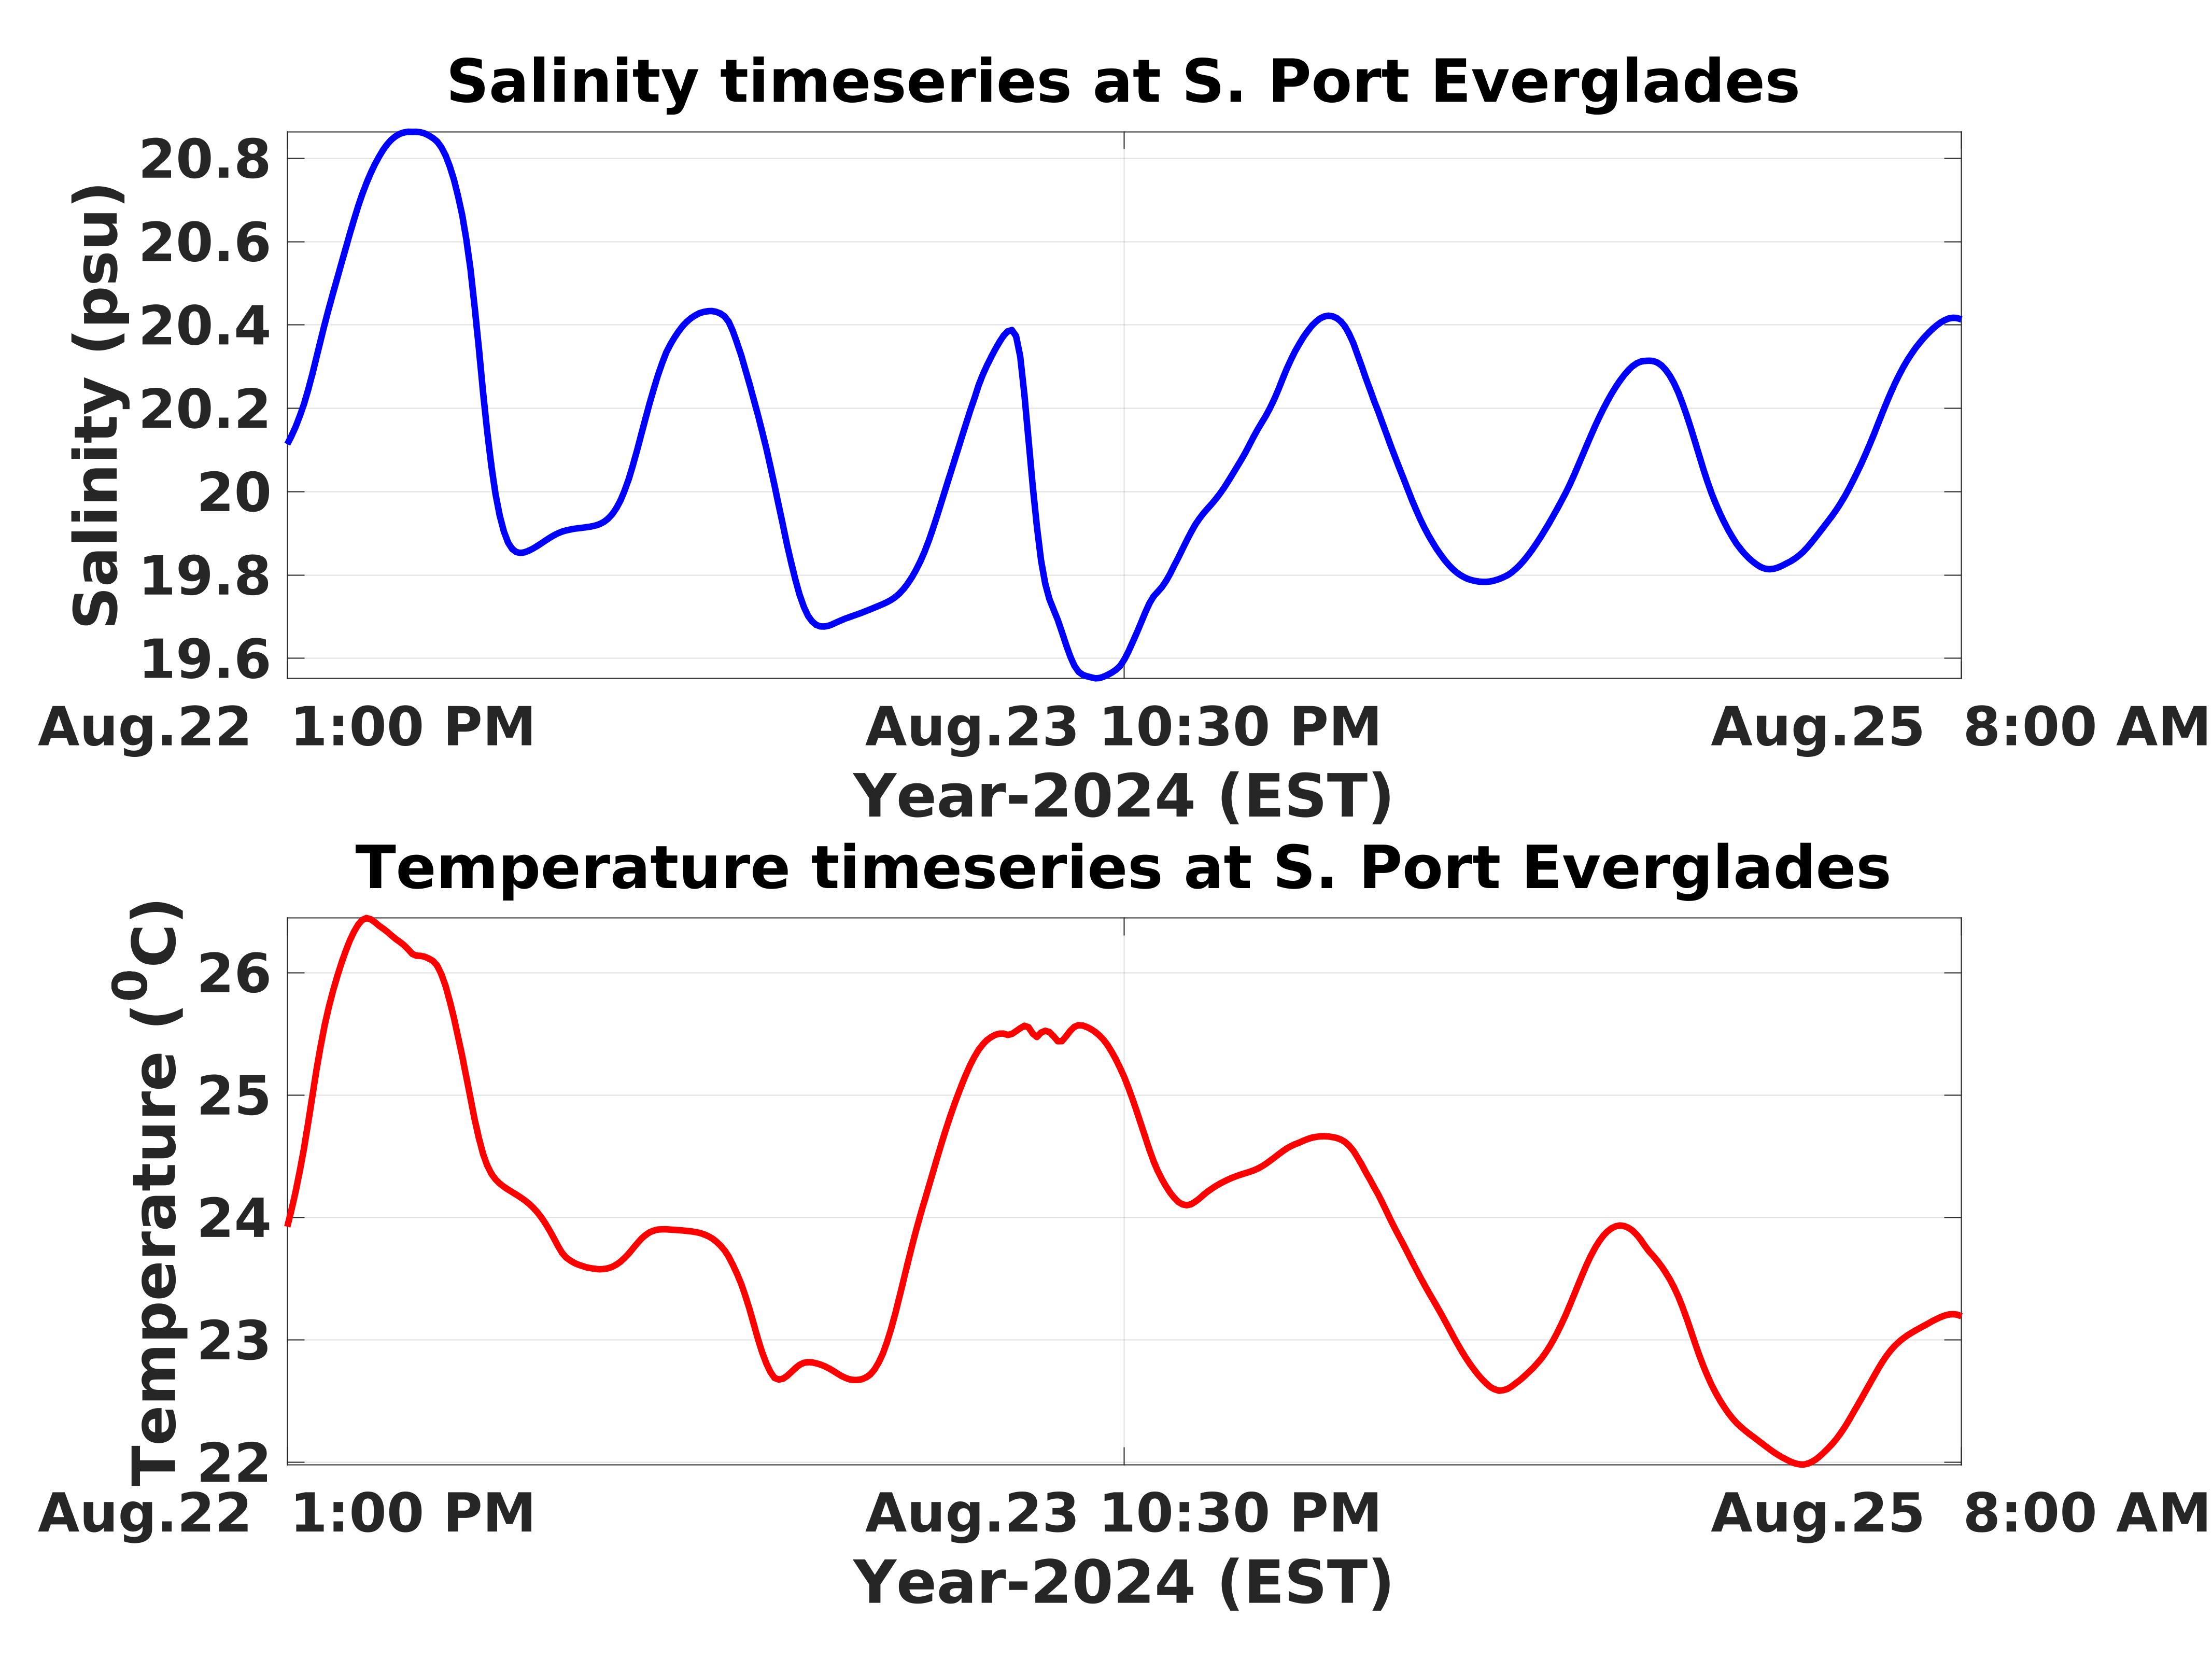 Salinity timeseries at S. Port Everglades
Salinity (psu)
20.8
20.6
20.4
20.2
20
19.8
19.6
Aug.22 1:00 PM
Aug.23 10:30 PM
Aug.25 8:00 AM
Year-2024 (EST)
Temperature timeseries at S. Port Everglades
Temperature (⁰C)
26
25
24
23
22
Aug.22 1:00 PM
Aug.23 10:30 PM
Aug.25 8:00 AM
Year-2024 (EST)